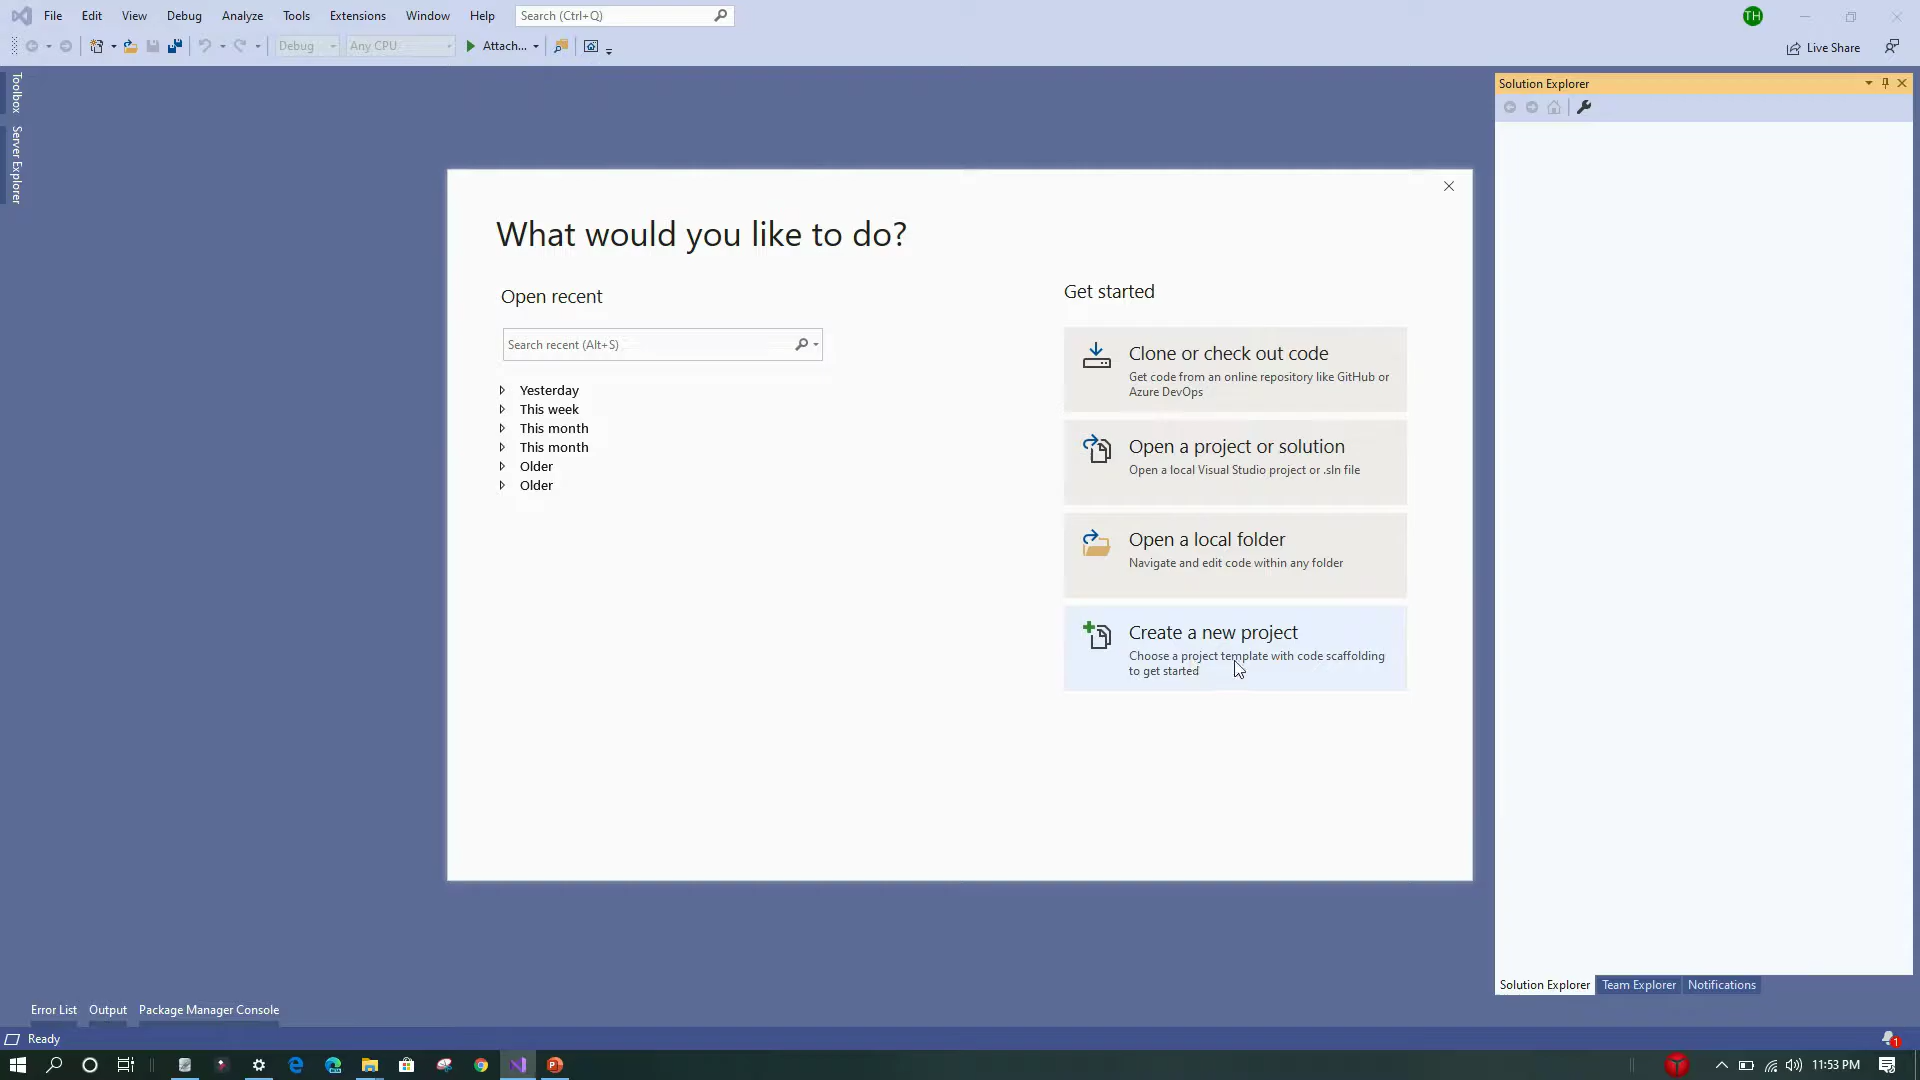 File Edit View Debug Analyze Tools Extensions Window Help Search (Ctrl+Q) TH
Debug Any CPU Attach... Live Share
Toolbox
Server Explorer
Solution Explorer
What would you like to do?
Open recent
Search recent (Alt+S)
Yesterday
This week
This month
This month
Older
Older
Get started
Clone or check out code
Get code from an online repository like GitHub or
Azure DevOps
Open a project or solution
Open a local Visual Studio project or .sln file
Open a local folder
Navigate and edit code within any folder
Create a new project
Choose a project template with code scaffolding
to get started
Solution Explorer Team Explorer Notifications
Error List Output Package Manager Console
Ready 1
11:53 PM